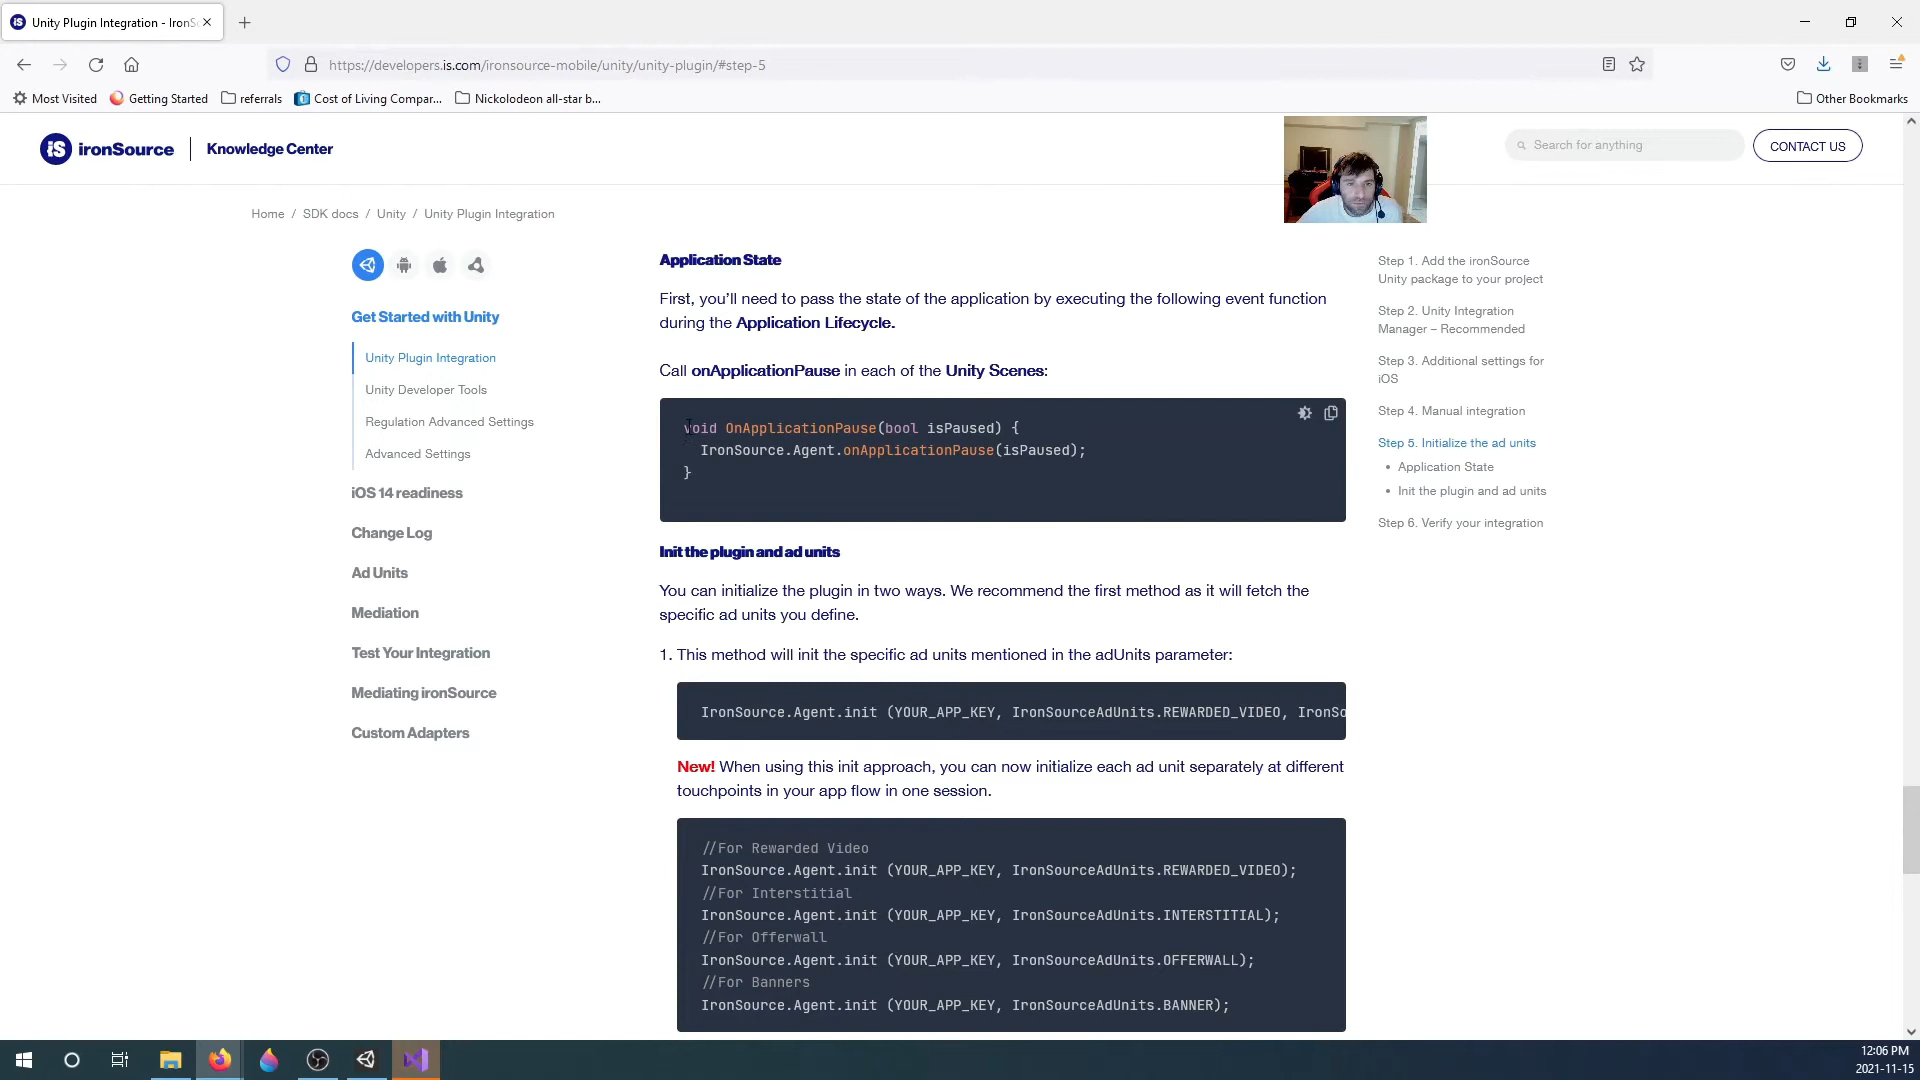 Unity Plugin Integration - IronS
https://developers.is.com/ironsource-mobile/unity/unity-plugin/#step-5
Most Visited
Getting Started
referrals
Cost of Living Compar...
Nickolodeon all-star b...
Other Bookmarks
iS ironSource
Knowledge Center
Search for anything
CONTACT US
Home / SDK docs / Unity / Unity Plugin Integration
Get Started with Unity
Unity Plugin Integration
Unity Developer Tools
Regulation Advanced Settings
Advanced Settings
iOS 14 readiness
Change Log
Ad Units
Mediation
Test Your Integration
Mediating ironSource
Custom Adapters
Application State
First, you’ll need to pass the state of the application by executing the following event function
during the Application Lifecycle.
Call onApplicationPause in each of the Unity Scenes:
void OnApplicationPause(bool isPaused) {
IronSource.Agent.onApplicationPause(isPaused);
}
Init the plugin and ad units
You can initialize the plugin in two ways. We recommend the first method as it will fetch the
specific ad units you define.
1. This method will init the specific ad units mentioned in the adUnits parameter:
IronSource.Agent.init (YOUR_APP_KEY, IronSourceAdUnits.REWARDED_VIDEO, IronSo
New! When using this init approach, you can now initialize each ad unit separately at different
touchpoints in your app flow in one session.
//For Rewarded Video
IronSource.Agent.init (YOUR_APP_KEY, IronSourceAdUnits.REWARDED_VIDEO);
//For Interstitial
IronSource.Agent.init (YOUR_APP_KEY, IronSourceAdUnits.INTERSTITIAL);
//For Offerwall
IronSource.Agent.init (YOUR_APP_KEY, IronSourceAdUnits.OFFERWALL);
//For Banners
IronSource.Agent.init (YOUR_APP_KEY, IronSourceAdUnits.BANNER);
Step 1. Add the ironSource
Unity package to your project
Step 2. Unity Integration
Manager – Recommended
Step 3. Additional settings for
iOS
Step 4. Manual integration
Step 5. Initialize the ad units
• Application State
• Init the plugin and ad units
Step 6. Verify your integration
12:06 PM
2021-11-15